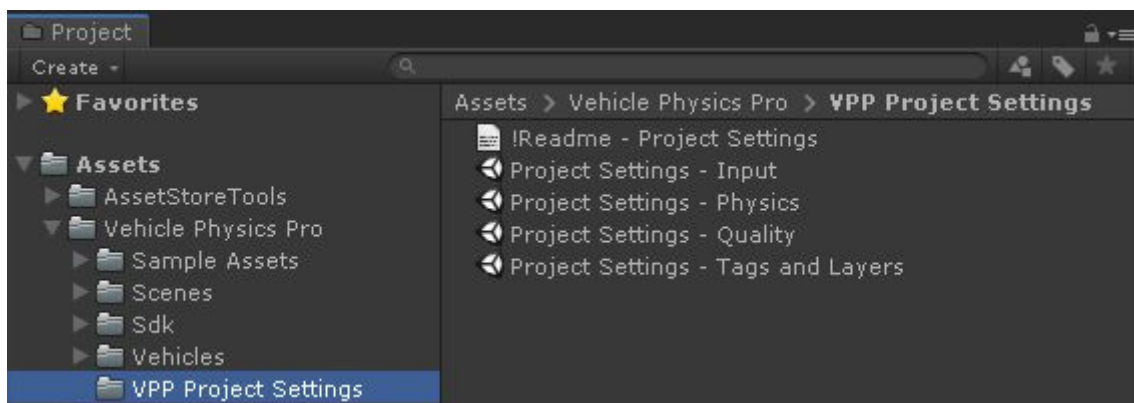 Project
Create
Favorites
Assets
AssetStoreTools
Vehicle Physics Pro
Sample Assets
Scenes
Sdk
Vehicles
VPP Project Settings
Assets > Vehicle Physics Pro > VPP Project Settings
!Readme - Project Settings
Project Settings - Input
Project Settings - Physics
Project Settings - Quality
Project Settings - Tags and Layers